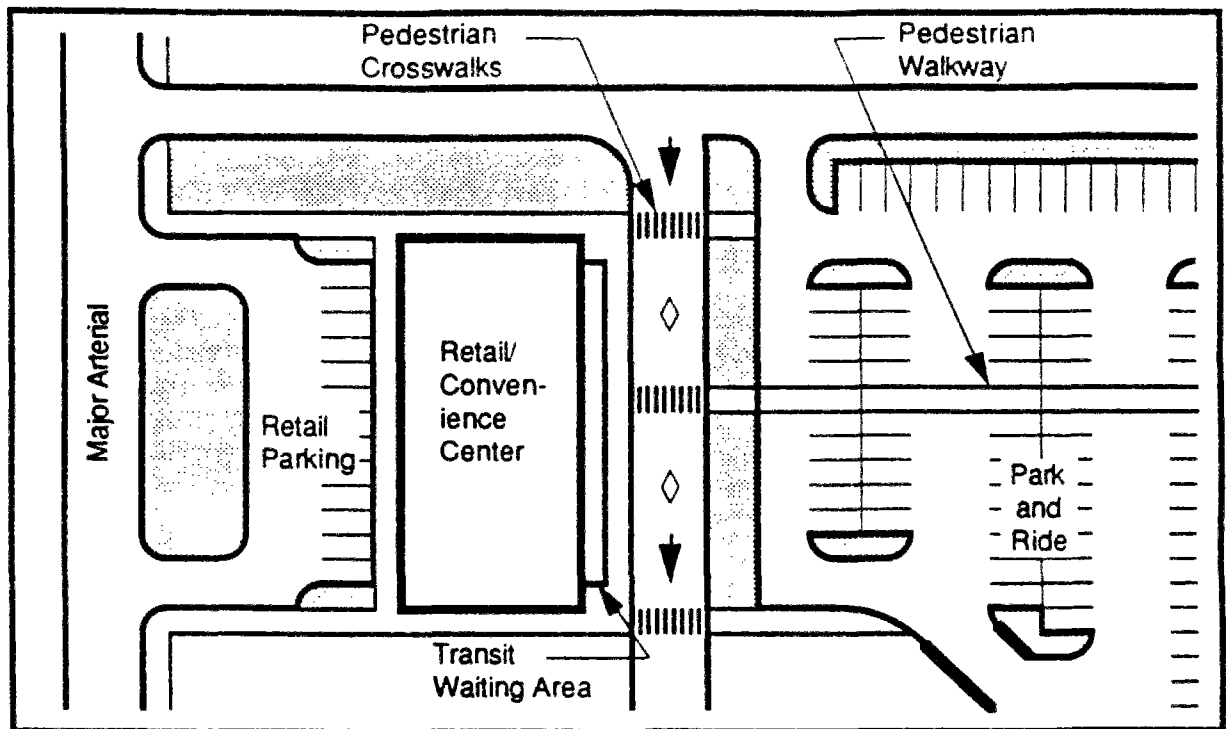 Pedestrian
Crosswalks
Pedestrian
Walkway
Major Arterial
Retail
Parking
Retail/
Conven-
ience
Center
Park
and
Ride
Transit
Waiting Area